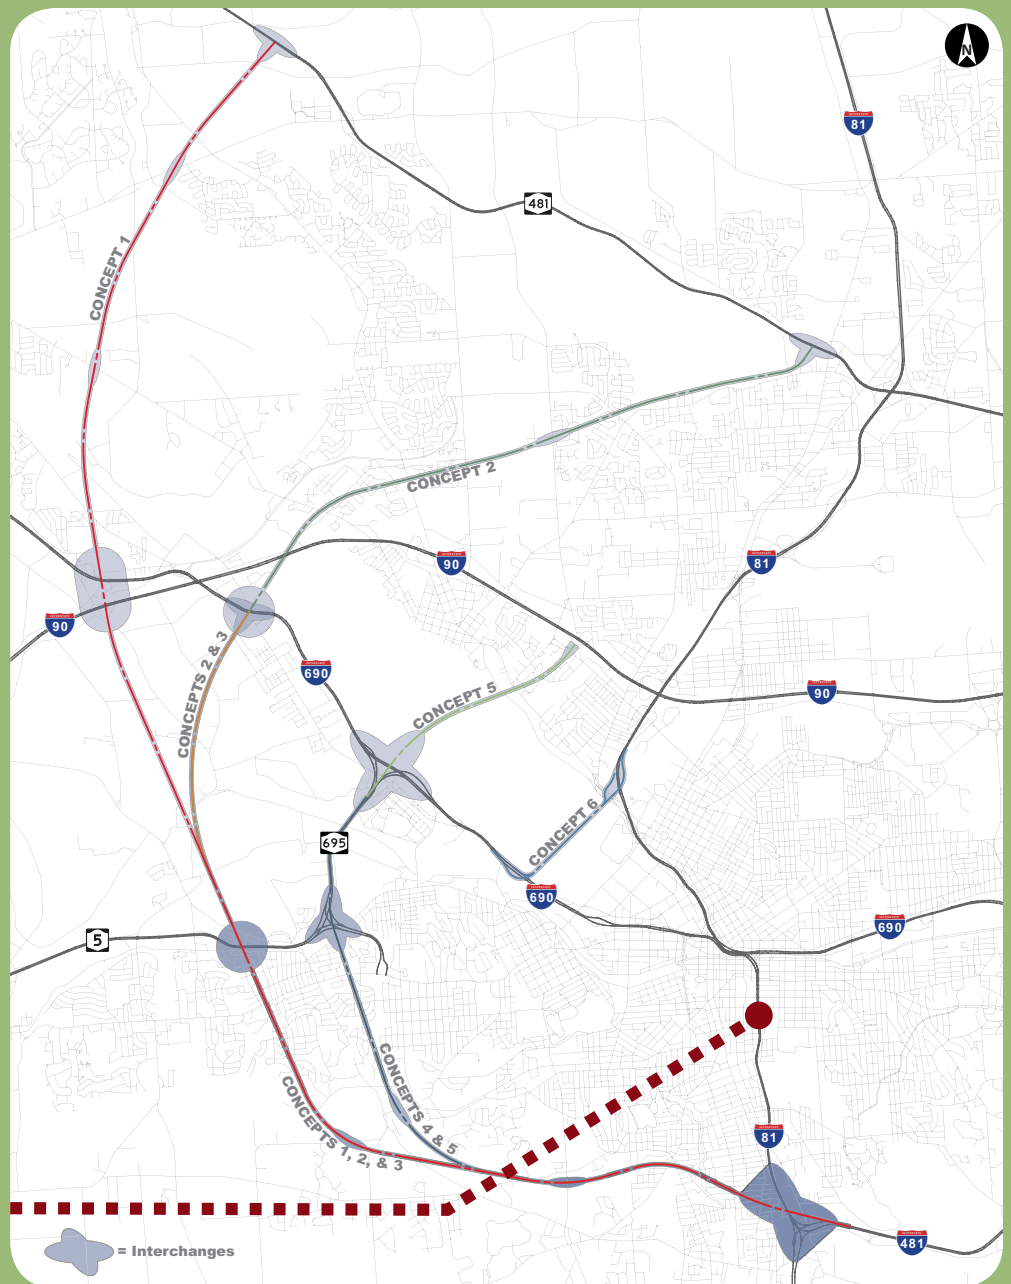 N
81
481
CONCEPT 1
CONCEPT 2
90
81
90
CONCEPTS 2 & 3
690
CONCEPT 5
90
CONCEPT 6
695
690
690
5
CONCEPTS 4 & 5
CONCEPTS 1, 2, & 3
81
481
= Interchanges